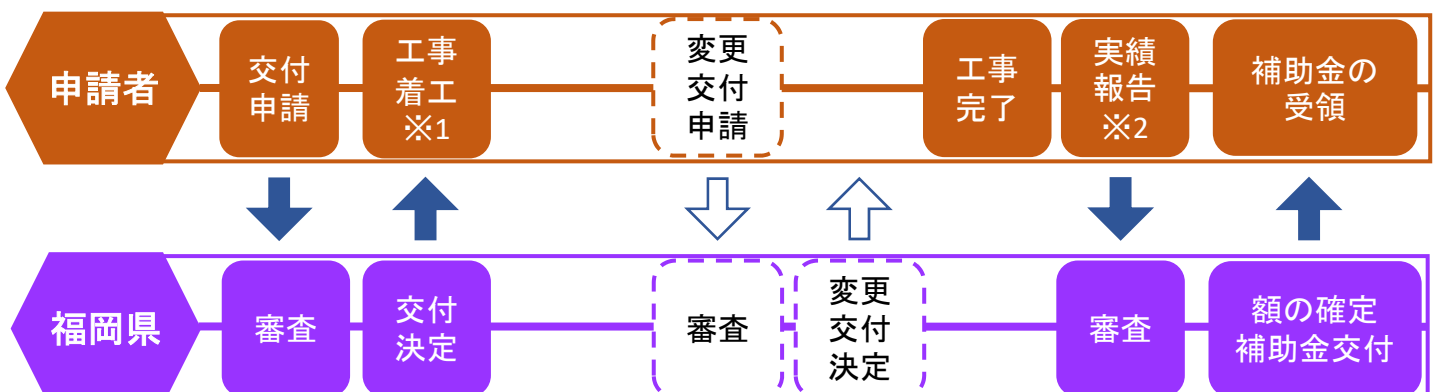 申請者
交付
申請
工事
着工
※1
変更
交付
申請
工事
完了
実績
報告
※2
補助金の
受領
福岡県
審査
交付
決定
審査
変更
交付
決定
審査
額の確定
補助金交付